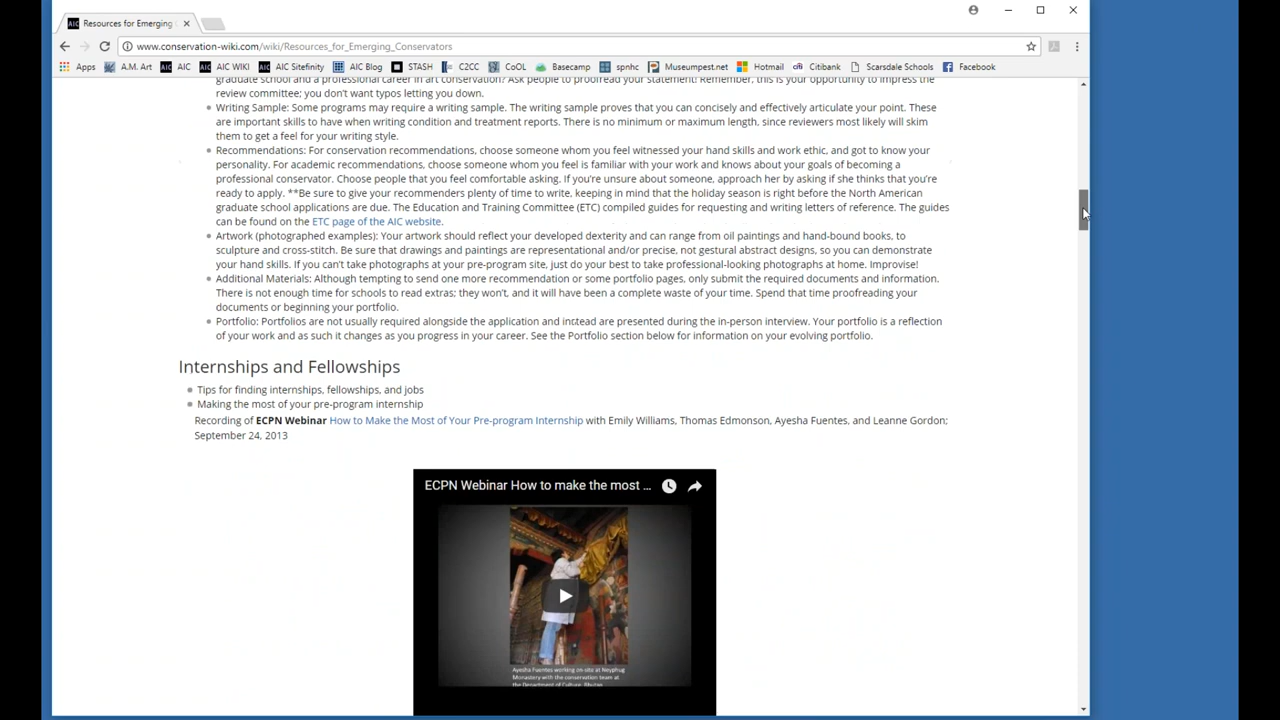 Resources for Emerging
www.conservation-wiki.com/wiki/Resources_for_Emerging_Conservators
Apps A.M. Art AIC AIC WIKI AIC Sitefinity AIC Blog STASH C2CC CoOL Basecamp spnhc Museumpest.net Hotmail Citibank Scarsdale Schools Facebook
graduate school and a professional career in art conservation? Ask people to proofread your statement! Remember, this is your opportunity to impress the
review committee; you don't want typos letting you down.
Writing Sample: Some programs may require a writing sample. The writing sample proves that you can concisely and effectively articulate your point. These
are important skills to have when writing condition and treatment reports. There is no minimum or maximum length, since reviewers most likely will skim
them to get a feel for your writing style.
Recommendations: For conservation recommendations, choose someone whom you feel witnessed your hand skills and work ethic, and got to know your
personality. For academic recommendations, choose someone whom you feel is familiar with your work and knows about your goals of becoming a
professional conservator. Choose people that you feel comfortable asking. If you're unsure about someone, approach her by asking if she thinks that you're
ready to apply. **Be sure to give your recommenders plenty of time to write, keeping in mind that the holiday season is right before the North American
graduate school applications are due. The Education and Training Committee (ETC) compiled guides for requesting and writing letters of reference. The guides
can be found on the ETC page of the AIC website.
Artwork (photographed examples): Your artwork should reflect your developed dexterity and can range from oil paintings and hand-bound books, to
sculpture and cross-stitch. Be sure that drawings and paintings are representational and/or precise, not gestural abstract designs, so you can demonstrate
your hand skills. If you can't take photographs at your pre-program site, just do your best to take professional-looking photographs at home. Improvise!
Additional Materials: Although tempting to send one more recommendation or some portfolio pages, only submit the required documents and information.
There is not enough time for schools to read extras; they won't, and it will have been a complete waste of your time. Spend that time proofreading your
documents or beginning your portfolio.
Portfolio: Portfolios are not usually required alongside the application and instead are presented during the in-person interview. Your portfolio is a reflection
of your work and as such it changes as you progress in your career. See the Portfolio section below for information on your evolving portfolio.
Internships and Fellowships
Tips for finding internships, fellowships, and jobs
Making the most of your pre-program internship
Recording of ECPN Webinar How to Make the Most of Your Pre-program Internship with Emily Williams, Thomas Edmonson, Ayesha Fuentes, and Leanne Gordon;
September 24, 2013
ECPN Webinar How to make the most ...
Ayesha Fuentes working on-site at Neyphug
Monastery with the conservation team at
the Department of Culture, Bhutan